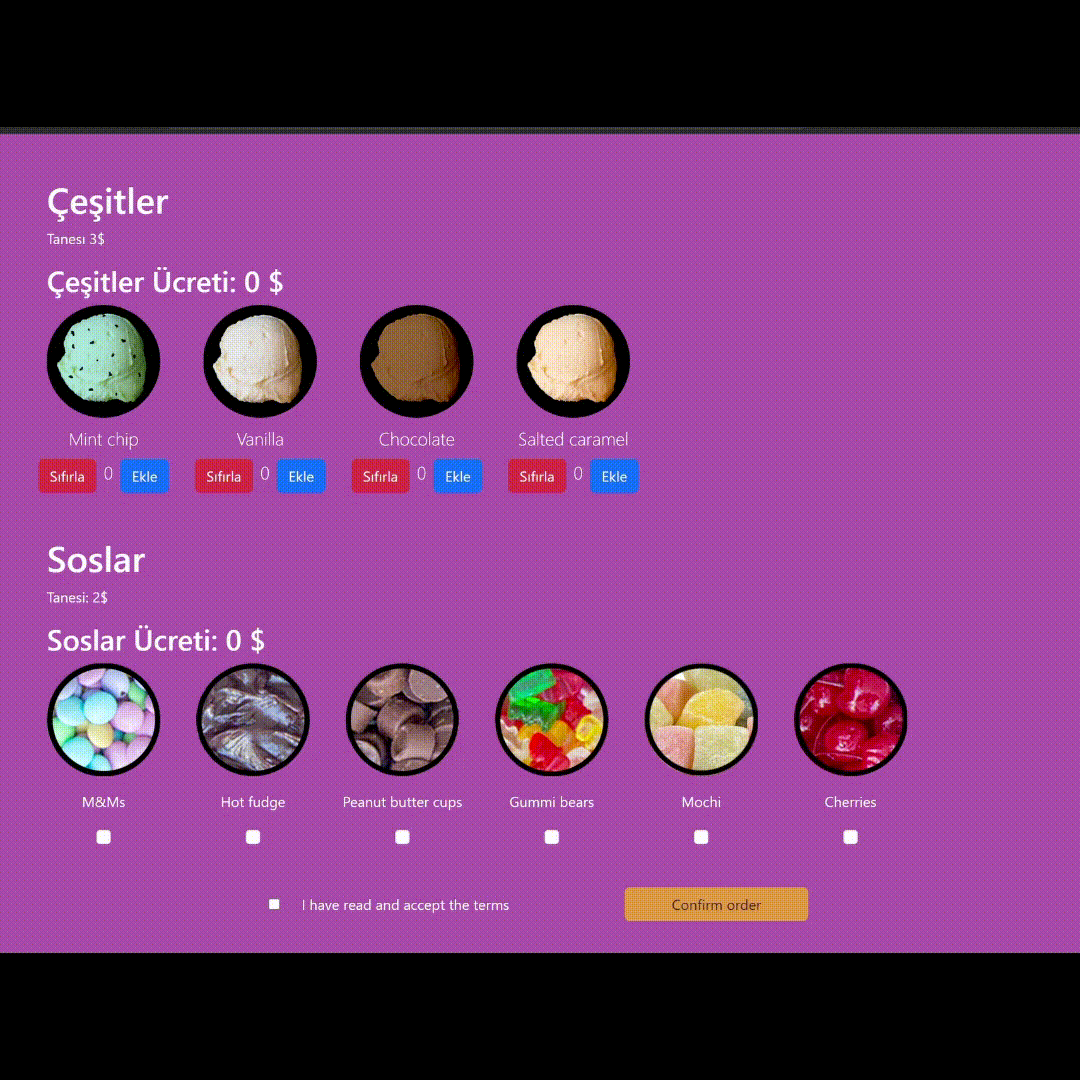 Çeşitler
Tanesı 3$
Çeşitler Ücreti: 0 $
Mint chip Vanilla Chocolate Salted caramel
Sıfırla 0 Ekle Sıfırla 0 Ekle Sıfırla 0 Ekle Sıfırla 0 Ekle
Soslar
Tanesi: 2$
Soslar Ücreti: 0 $
M&Ms Hot fudge Peanut butter cups Gummi bears Mochi Cherries
I have read and accept the terms Confirm order